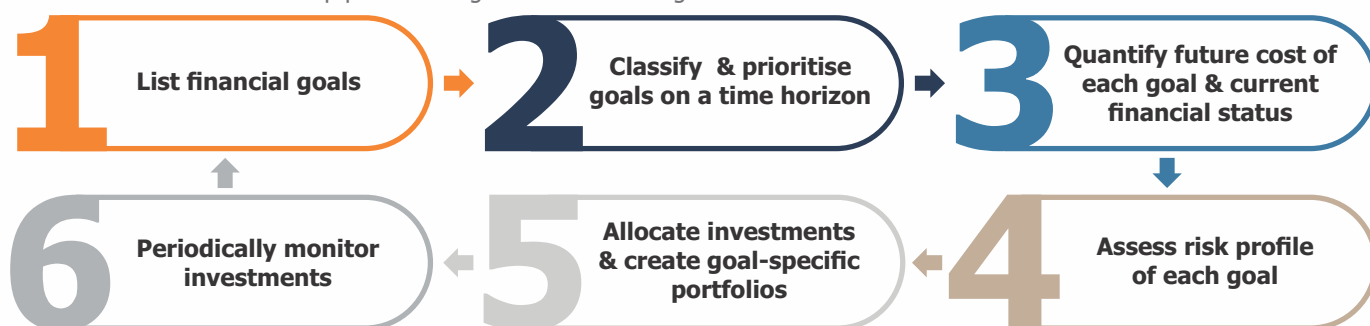 1
List financial goals
2
Classify & prioritise
goals on a time horizon
3
Quantify future cost of
each goal & current
financial status
4
Assess risk profile
of each goal
5
Allocate investments
& create goal-specific
portfolios
6
Periodically monitor
investments